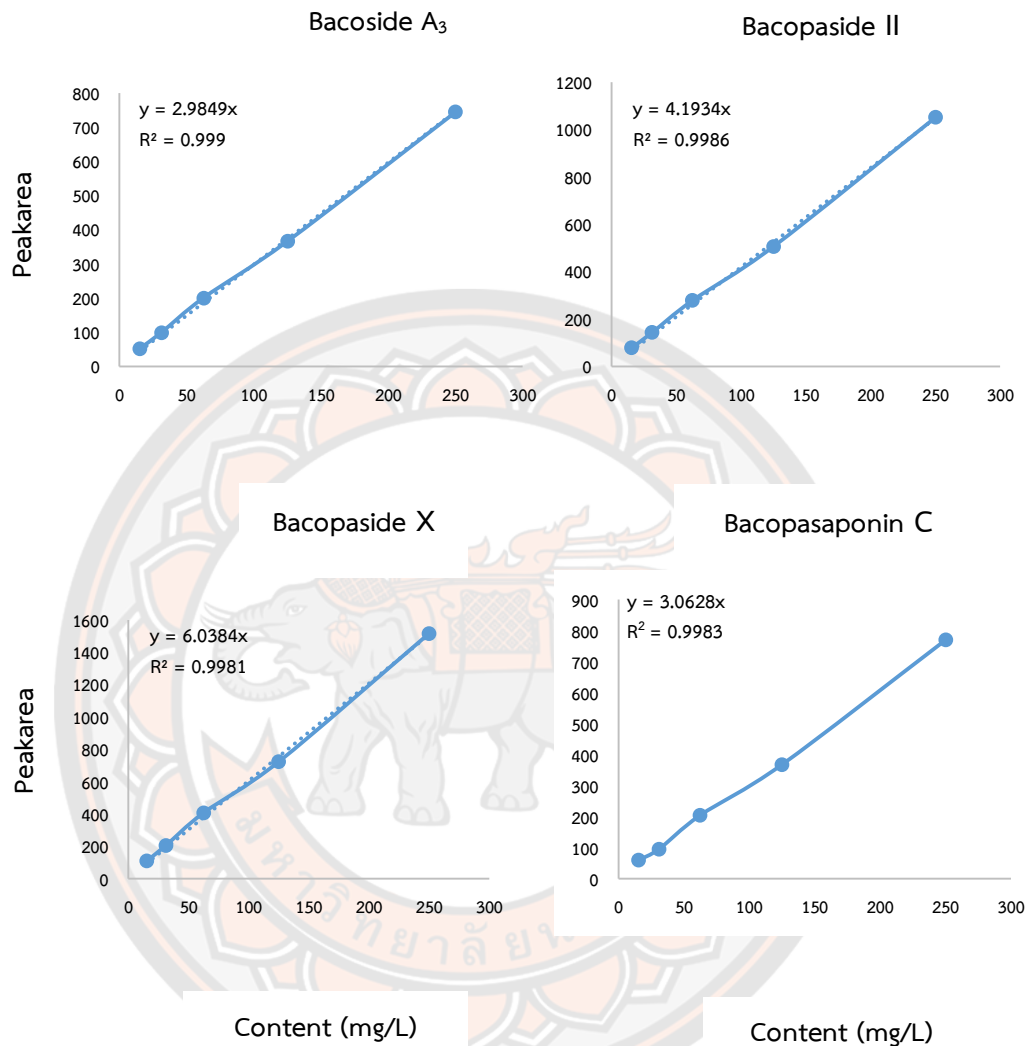 Bacoside A₃
Peakarea
800
700
600
500
400
300
200
100
0
y = 2.9849x
R² = 0.999
0 50 100 150 200 250 300
Bacopaside II
1200
1000
800
600
400
200
0
y = 4.1934x
R² = 0.9986
0 50 100 150 200 250 300
Bacopaside X
Peakarea
1600
1400
1200
1000
800
600
400
200
0
y = 6.0384x
R² = 0.9981
0 50 100 150 200 250 300
Content (mg/L)
Bacopasaponin C
900
800
700
600
500
400
300
200
100
0
y = 3.0628x
R² = 0.9983
0 50 100 150 200 250 300
Content (mg/L)